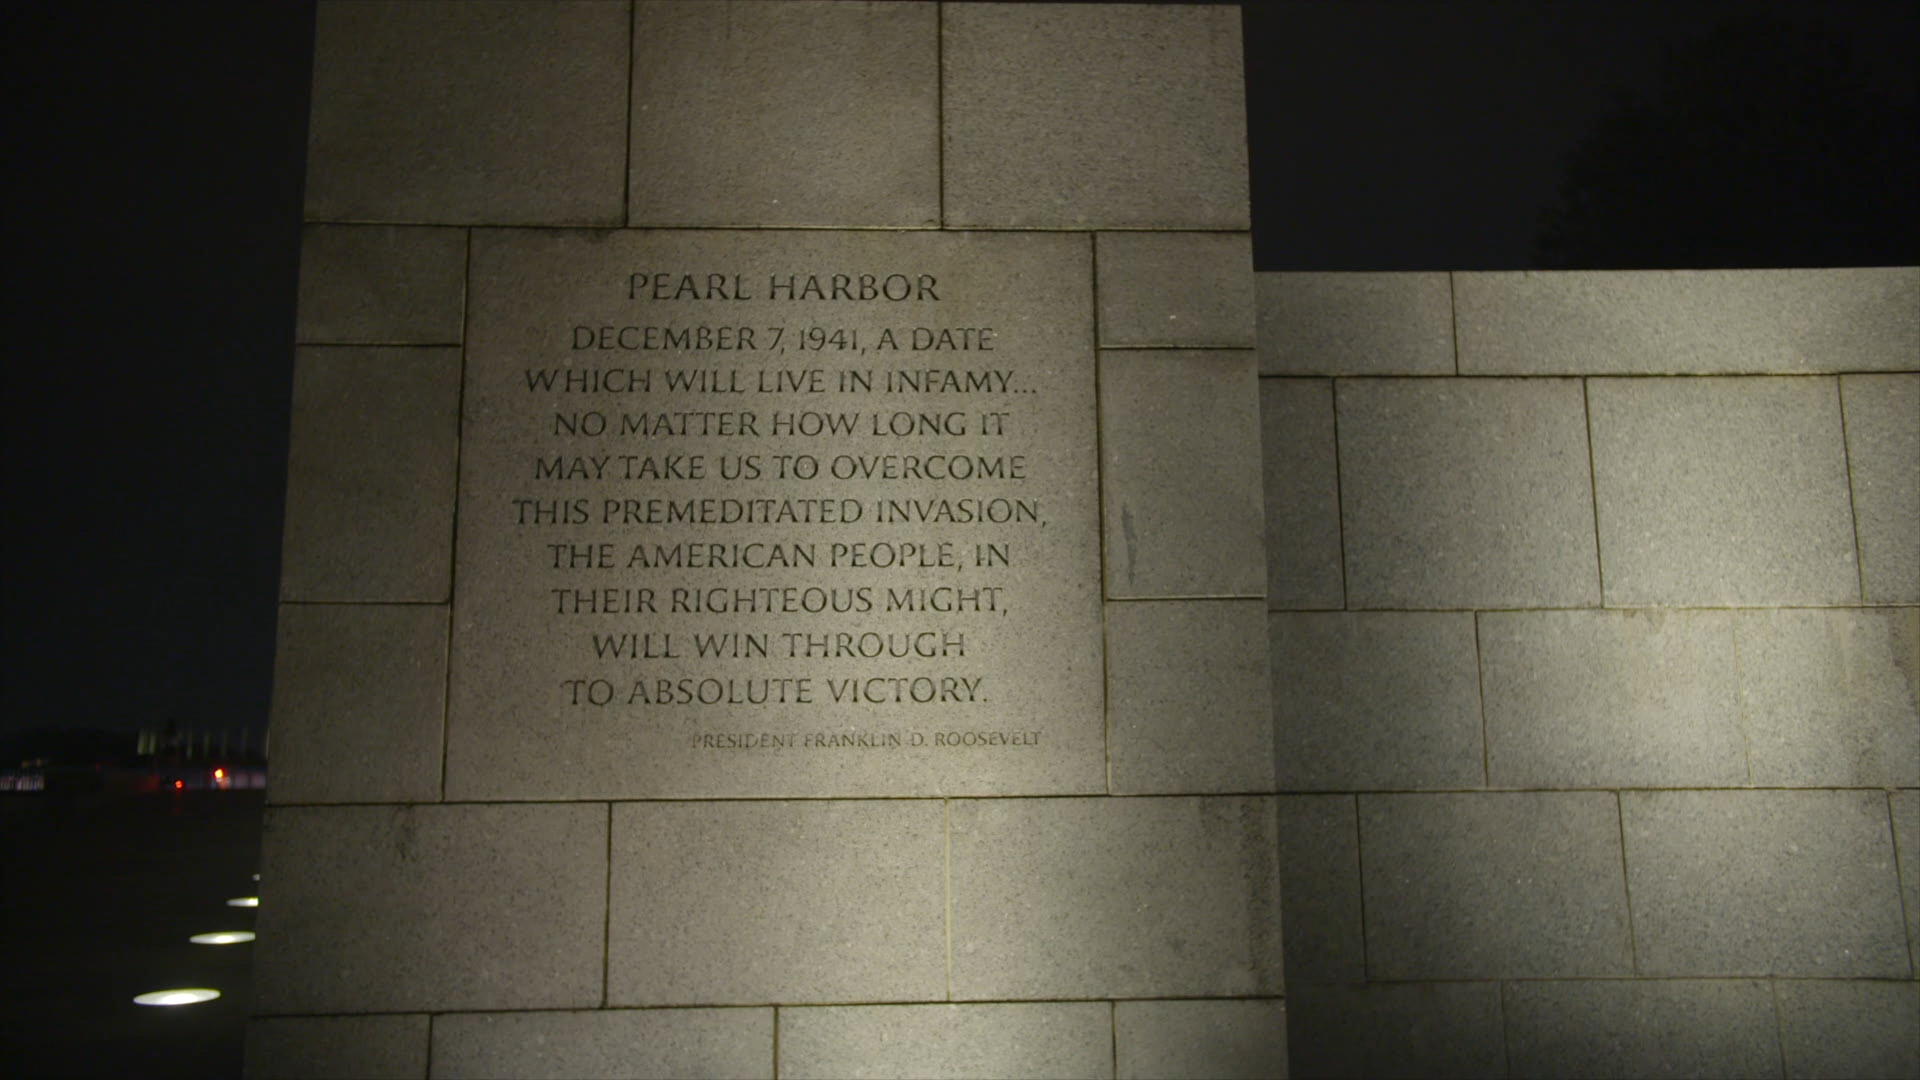 PEARL HARBOR
DECEMBER 7, 1941, A DATE
WHICH WILL LIVE IN INFAMY...
NO MATTER HOW LONG IT
MAY TAKE US TO OVERCOME
THIS PREMEDITATED INVASION,
THE AMERICAN PEOPLE, IN
THEIR RIGHTEOUS MIGHT,
WILL WIN THROUGH
TO ABSOLUTE VICTORY.
PRESIDENT FRANKLIN D. ROOSEVELT